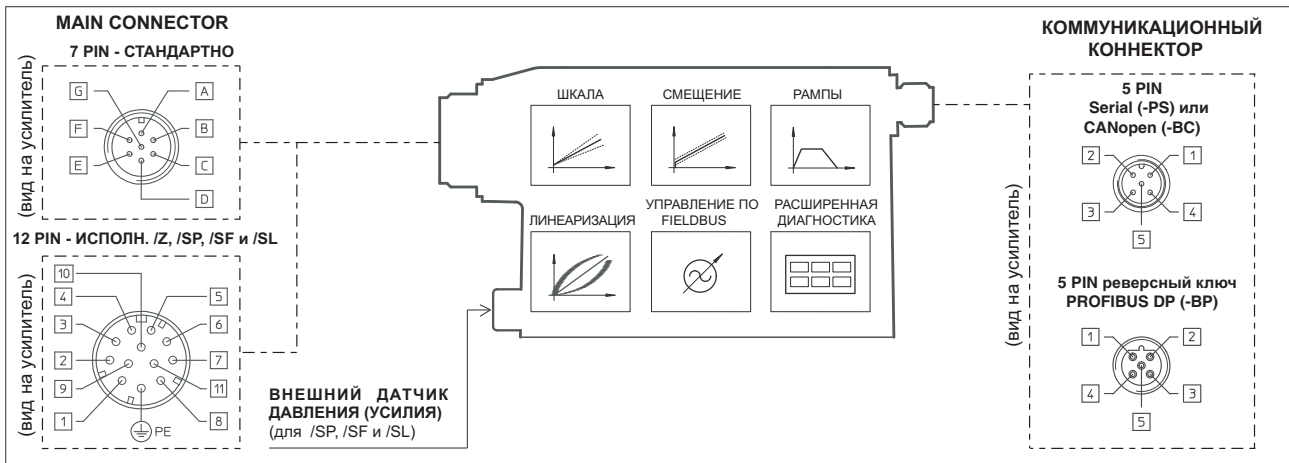 MAIN CONNECTOR
7 PIN - СТАНДАРТНО
(вид на усилитель)
G
A
F
B
E
C
D
12 PIN - ИСПОЛН. /Z, /SP, /SF и /SL
(вид на усилитель)
10
4
5
3
6
2
7
9
11
1
8
PE
ШКАЛА
СМЕЩЕНИЕ
РАМПЫ
ЛИНЕАРИЗАЦИЯ
УПРАВЛЕНИЕ ПО
FIELDBUS
РАСШИРЕННАЯ
ДИАГНОСТИКА
ВНЕШНИЙ ДАТЧИК
ДАВЛЕНИЯ (УСИЛИЯ)
(для /SP, /SF и /SL)
КОММУНИКАЦИОННЫЙ
КОННЕКТОР
(вид на усилитель)
5 PIN
Serial (-PS) или
CANopen (-BC)
2
1
3
4
5
5 PIN реверсный ключ
PROFIBUS DP (-BP)
1
2
4
3
5